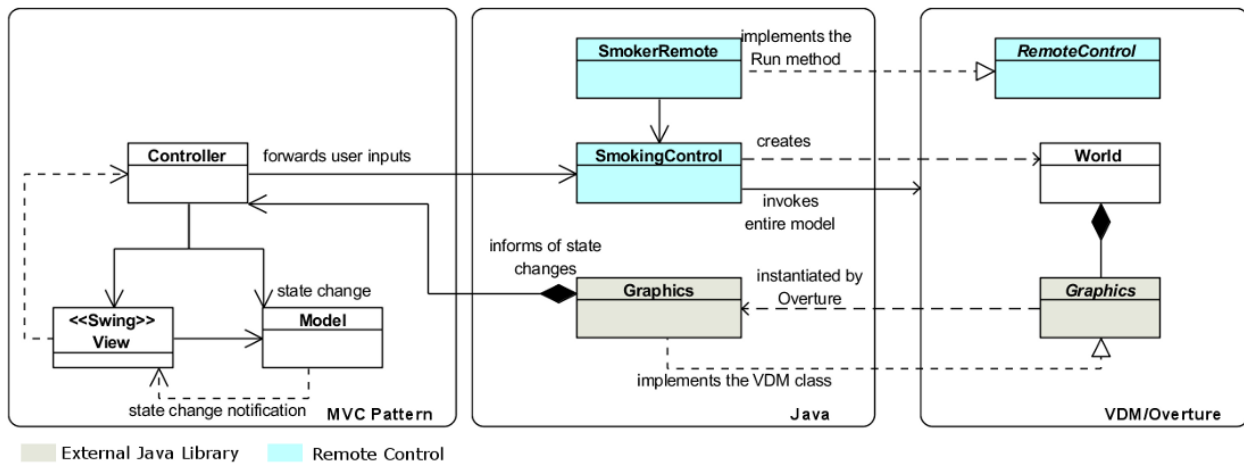 SmokerRemote
implements the
Run method
RemoteControl
Controller
forwards user inputs
SmokingControl
creates
World
invokes
entire model
informs of state
changes
Graphics
instantiated by
Overture
Graphics
state change
<<Swing>>
View
Model
implements the VDM class
state change notification
MVC Pattern
Java
VDM/Overture
External Java Library
Remote Control